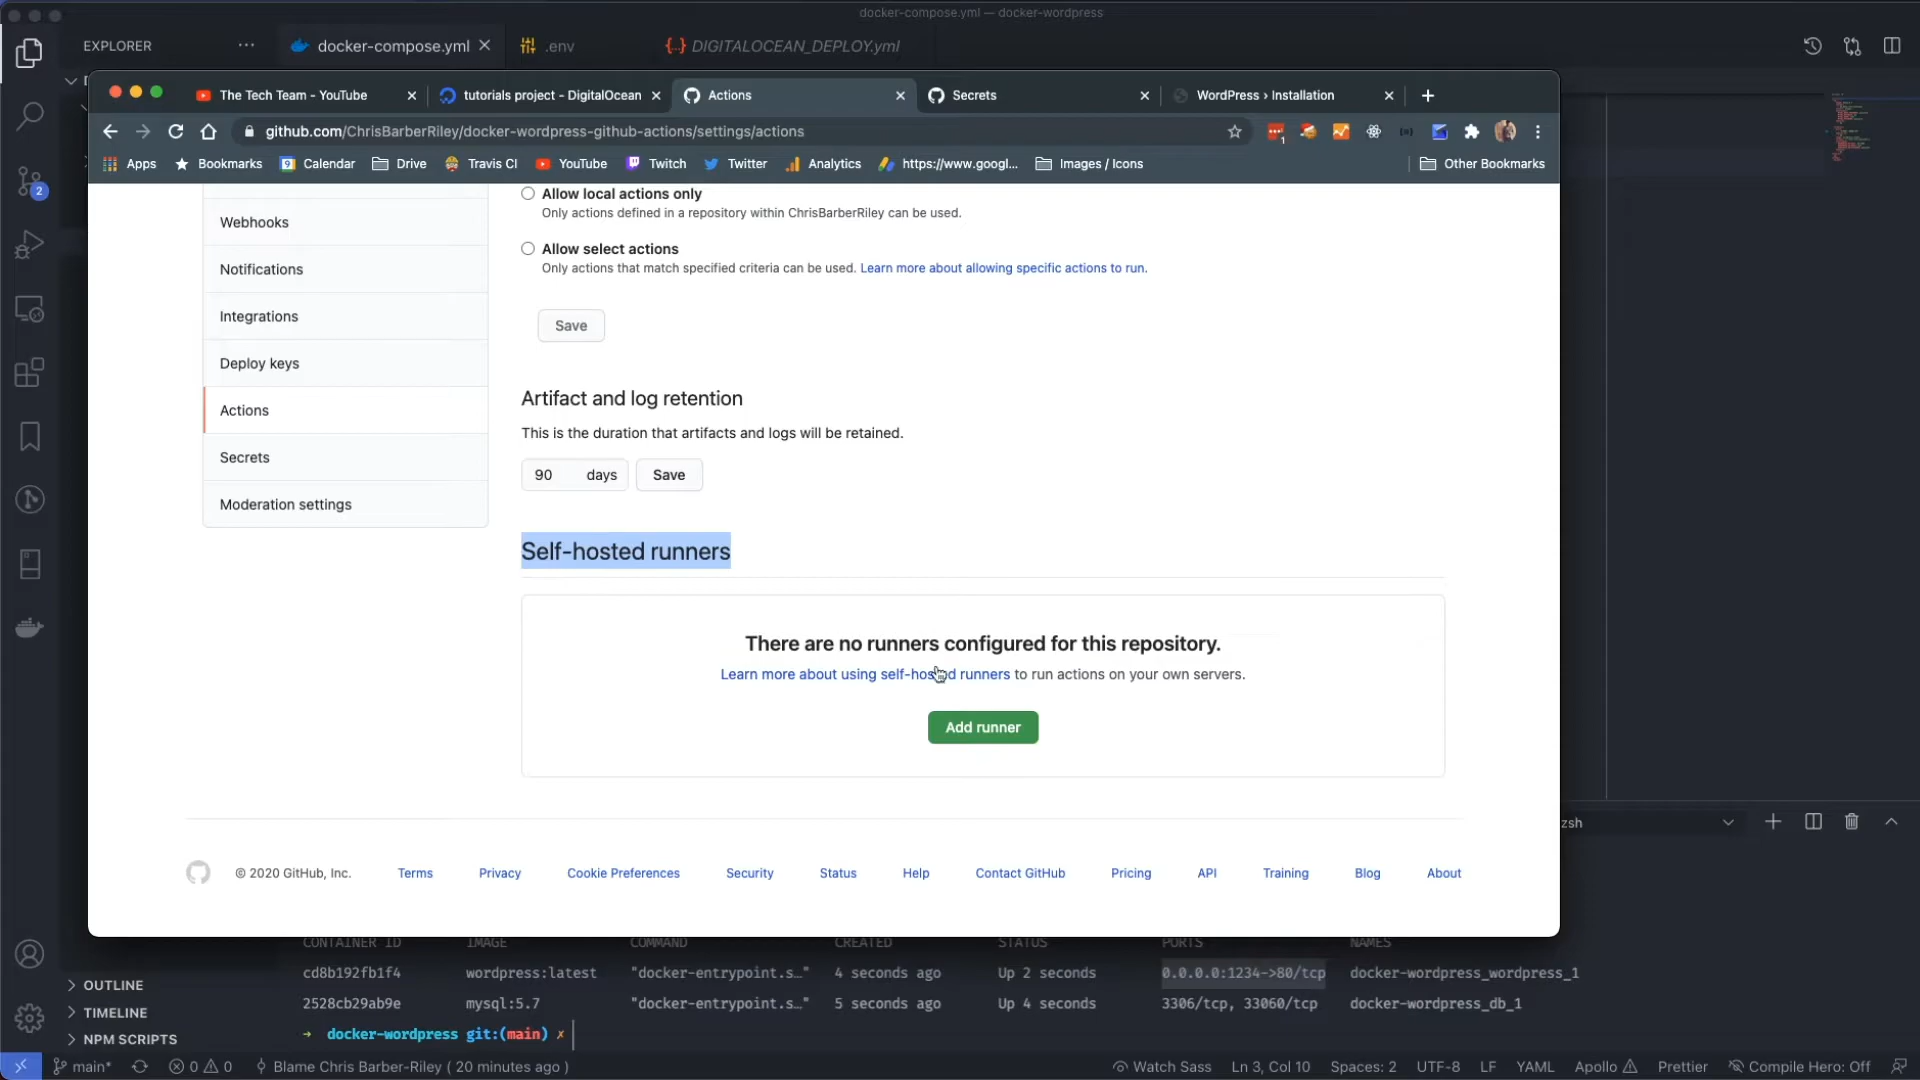 docker-compose.yml — docker-wordpress
EXPLORER
docker-compose.yml
.env
DIGITALOCEAN_DEPLOY.yml
The Tech Team - YouTube
tutorials project - DigitalOcean
Actions
Secrets
WordPress › Installation
github.com/ChrisBarberRiley/docker-wordpress-github-actions/settings/actions
Apps
Bookmarks
Calendar
Drive
Travis CI
YouTube
Twitch
Twitter
Analytics
https://www.googl...
Images / Icons
Other Bookmarks
2
1
Webhooks
Notifications
Integrations
Deploy keys
Actions
Secrets
Moderation settings
Allow local actions only
Only actions defined in a repository within ChrisBarberRiley can be used.
Allow select actions
Only actions that match specified criteria can be used. Learn more about allowing specific actions to run.
Save
Artifact and log retention
This is the duration that artifacts and logs will be retained.
90 days Save
Self-hosted runners
There are no runners configured for this repository.
Learn more about using self-hosted runners to run actions on your own servers.
Add runner
© 2020 GitHub, Inc. Terms Privacy Cookie Preferences Security Status Help Contact GitHub Pricing API Training Blog About
zsh
CONTAINER ID IMAGE COMMAND CREATED STATUS PORTS NAMES
cd8b192fb1f4 wordpress:latest "docker-entrypoint.s…" 4 seconds ago Up 2 seconds 0.0.0.0:1234->80/tcp docker-wordpress_wordpress_1
2528cb29ab9e mysql:5.7 "docker-entrypoint.s…" 5 seconds ago Up 4 seconds 3306/tcp, 33060/tcp docker-wordpress_db_1
→ docker-wordpress git:(main) ✗
OUTLINE
TIMELINE
NPM SCRIPTS
main* 0 0 Blame Chris Barber-Riley ( 20 minutes ago ) Watch Sass Ln 3, Col 10 Spaces: 2 UTF-8 LF YAML Apollo Prettier Compile Hero: Off